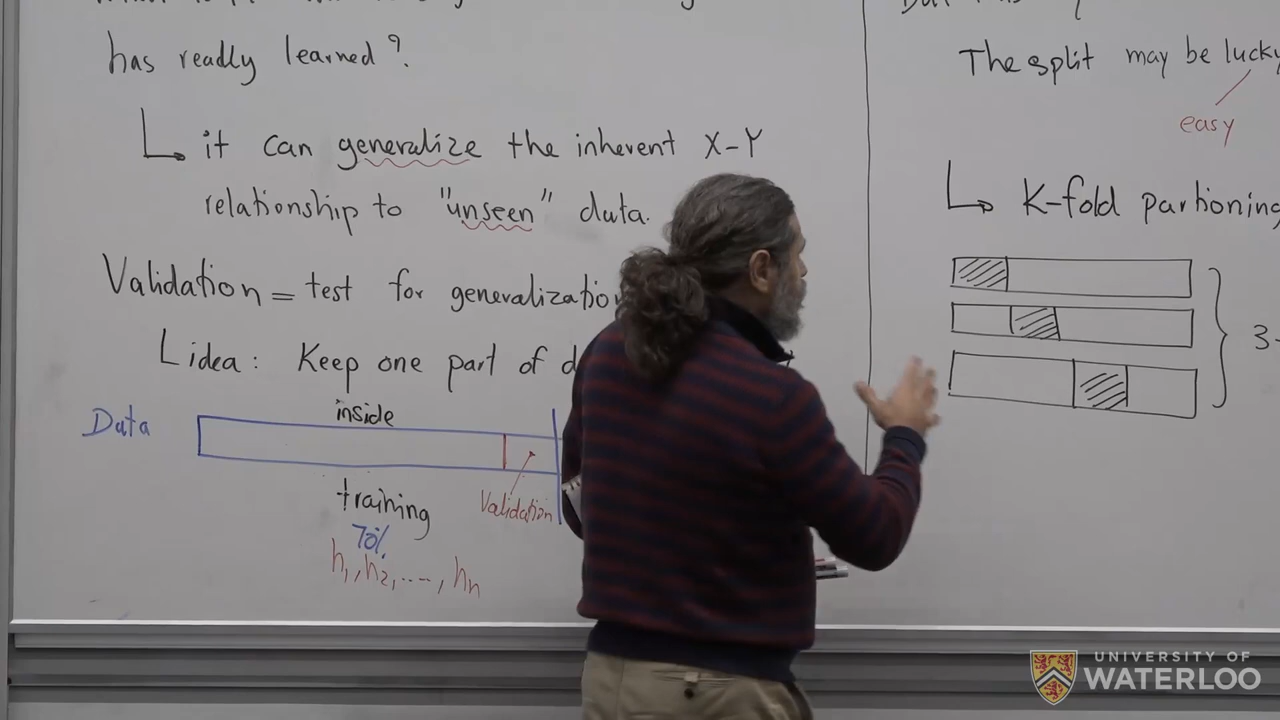 has really learned?
it can generalize the inherent X-Y
relationship to "unseen" data.
Validation = test for generalizatio
idea: Keep one part of d
Data
inside
training
Validation
70%
h1, h2, ...., hn
The split may be lucky
easy
K-fold partioning
3-
UNIVERSITY OF
WATERLOO